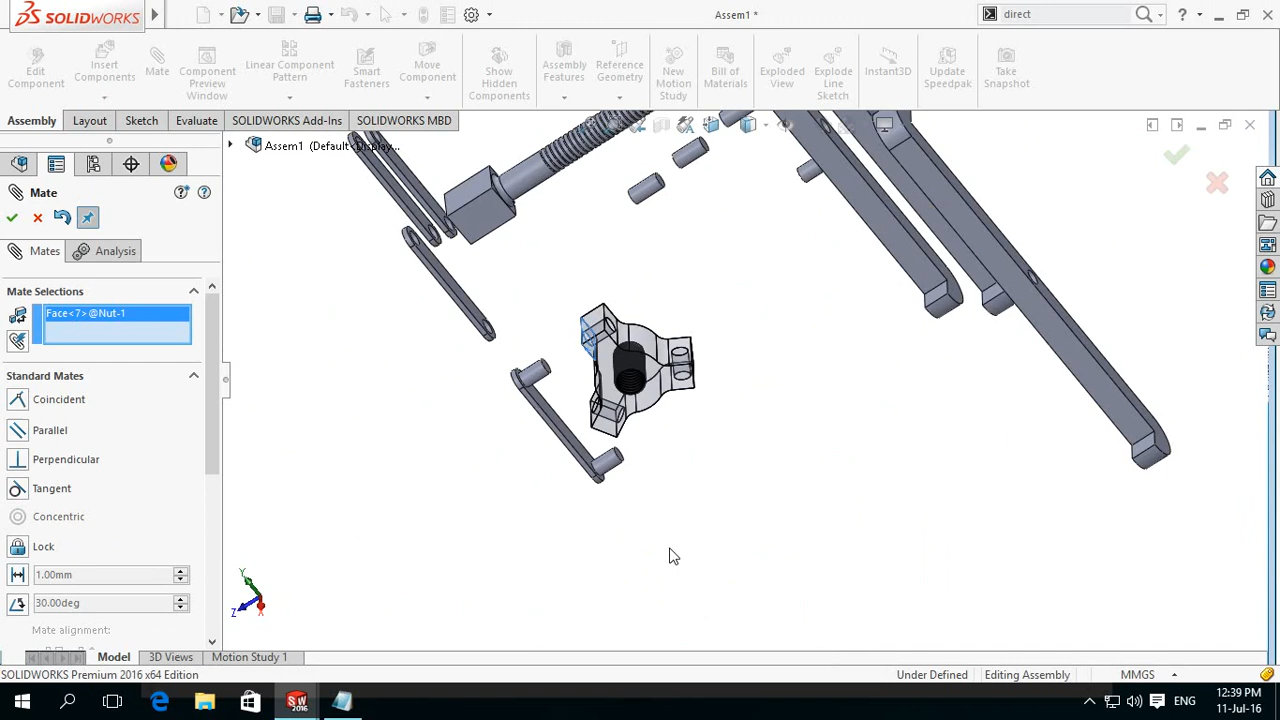 SOLIDWORKS
Assem1 *
direct
Edit Component
Insert Components
Mate
Component Preview Window
Linear Component Pattern
Smart Fasteners
Move Component
Show Hidden Components
Assembly Features
Reference Geometry
New Motion Study
Bill of Materials
Exploded View
Explode Line Sketch
Instant3D
Update Speedpak
Take Snapshot
Assembly
Layout
Sketch
Evaluate
SOLIDWORKS Add-Ins
SOLIDWORKS MBD
Assem1 (Default<Display...
Mate
Mates
Analysis
Mate Selections
Face<7>@Nut-1
Standard Mates
Coincident
Parallel
Perpendicular
Tangent
Concentric
Lock
1.00mm
30.00deg
Mate alignment:
Y
Z
X
Model
3D Views
Motion Study 1
SOLIDWORKS Premium 2016 x64 Edition
Under Defined
Editing Assembly
MMGS
SW
2016
ENG
12:39 PM
11-Jul-16